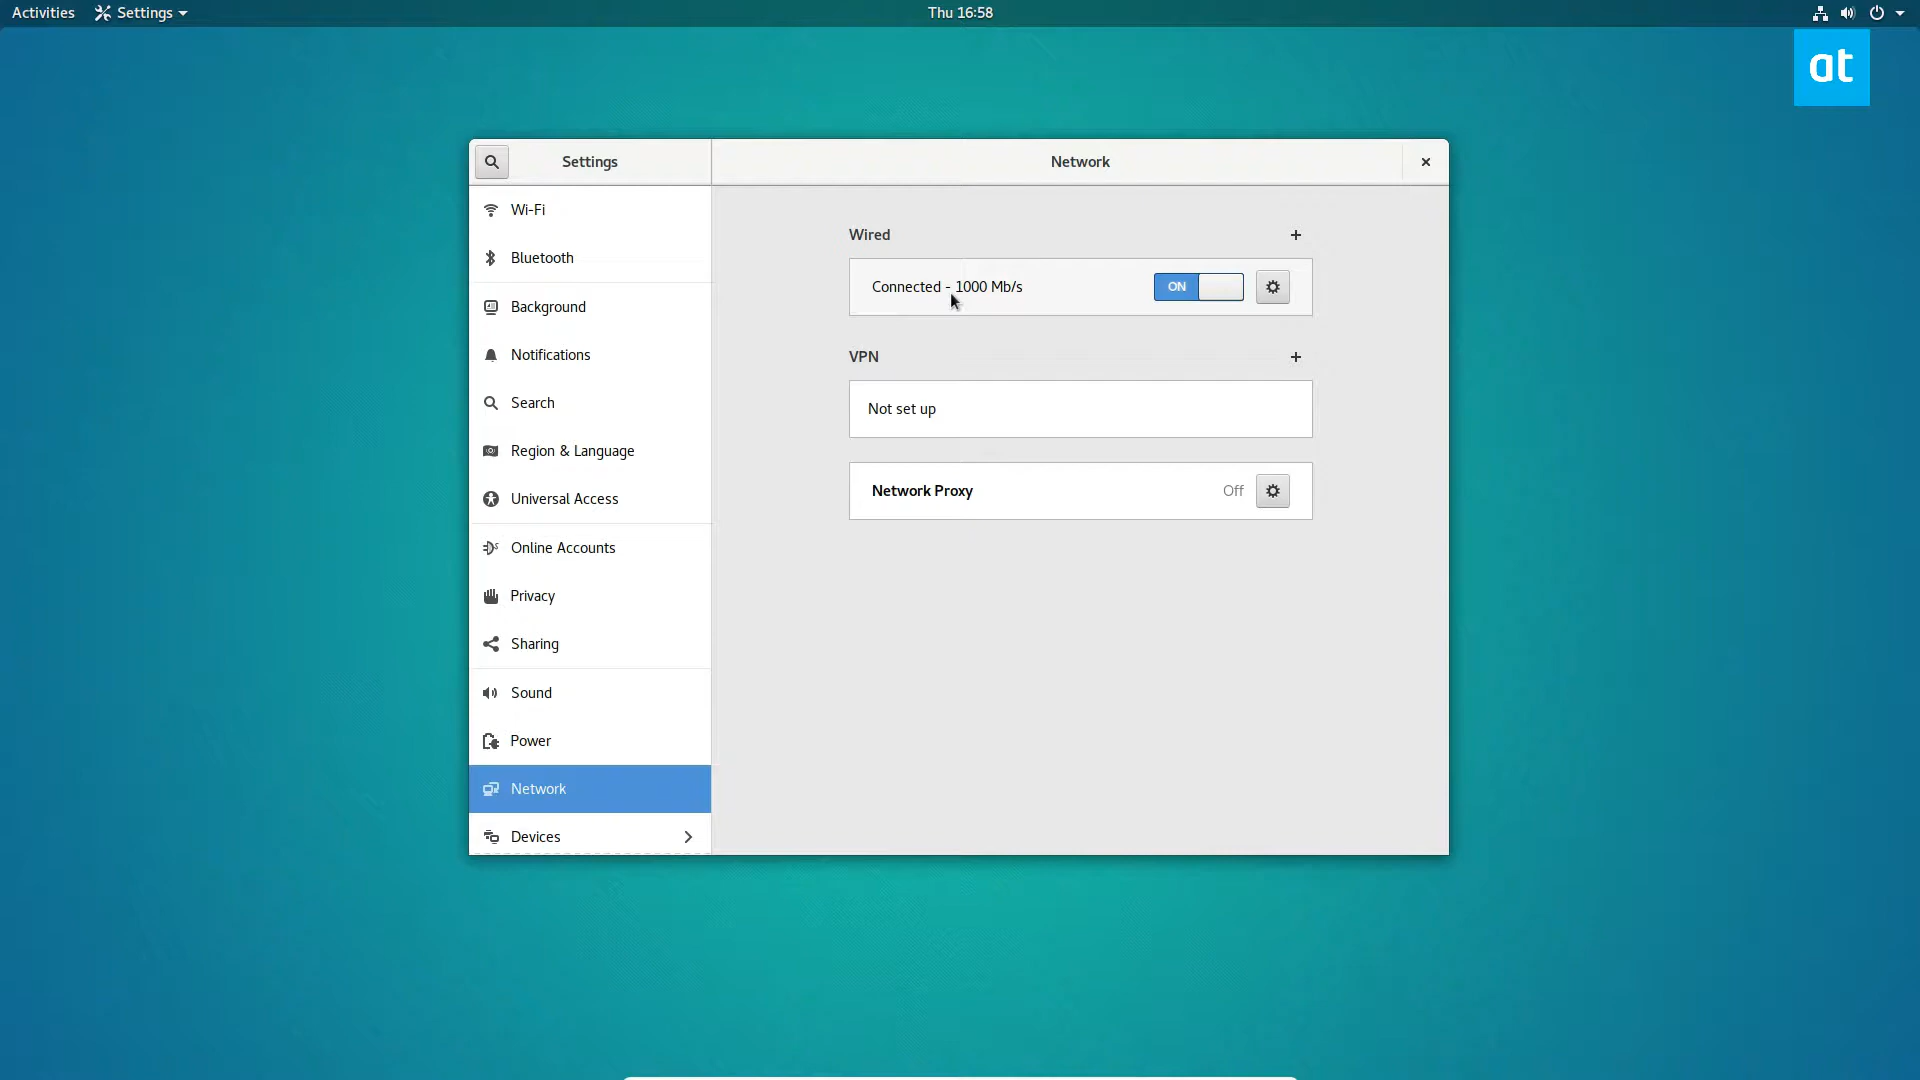 Activities Settings Thu 16:58
at
Settings Network
Wi-Fi
Bluetooth
Background
Notifications
Search
Region & Language
Universal Access
Online Accounts
Privacy
Sharing
Sound
Power
Network
Devices
Wired
Connected - 1000 Mb/s ON
VPN
Not set up
Network Proxy Off